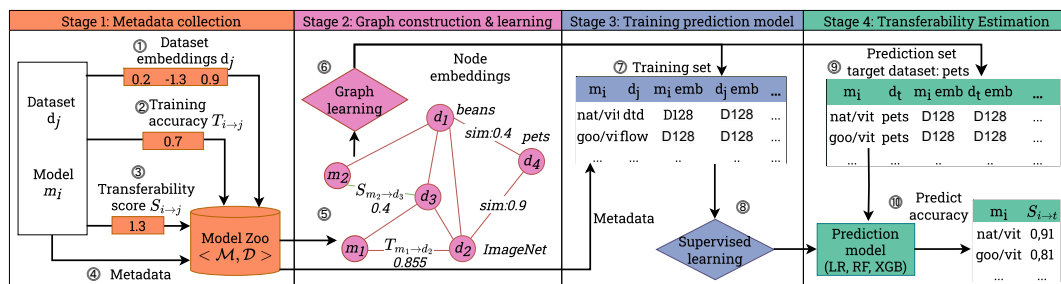 Stage 1: Metadata collection
Stage 2: Graph construction & learning
Stage 3: Training prediction model
Stage 4: Transferability Estimation
① Dataset
embeddings dj
0.2 -1.3 0.9
② Training
accuracy Ti→j
0.7
③ Transferability
score Si→j
1.3
Dataset
dj
Model
mi
④ Metadata
Model Zoo
< M, D >
⑤
⑥
Graph
learning
Node
embeddings
d1
beans
sim:0.4
pets
d4
m2
Sm2→d3
0.4
d3
sim:0.9
m1
Tm1→d2
0.855
d2
ImageNet
⑦ Training set
mi dj mi emb dj emb ...
nat/vit dtd D128 D128 ...
goo/vit flow D128 D128 ...
... ... .. .. ...
Metadata
⑧
Supervised
learning
⑨
Prediction set
target dataset: pets
mi dt mi emb dt emb ...
nat/vit pets D128 D128 ...
goo/vit pets D128 D128 ...
... .. .. ...
⑩ Predict
accuracy
Prediction
model
(LR, RF, XGB)
mi Si→t
nat/vit 0,91
goo/vit 0,81
... ...